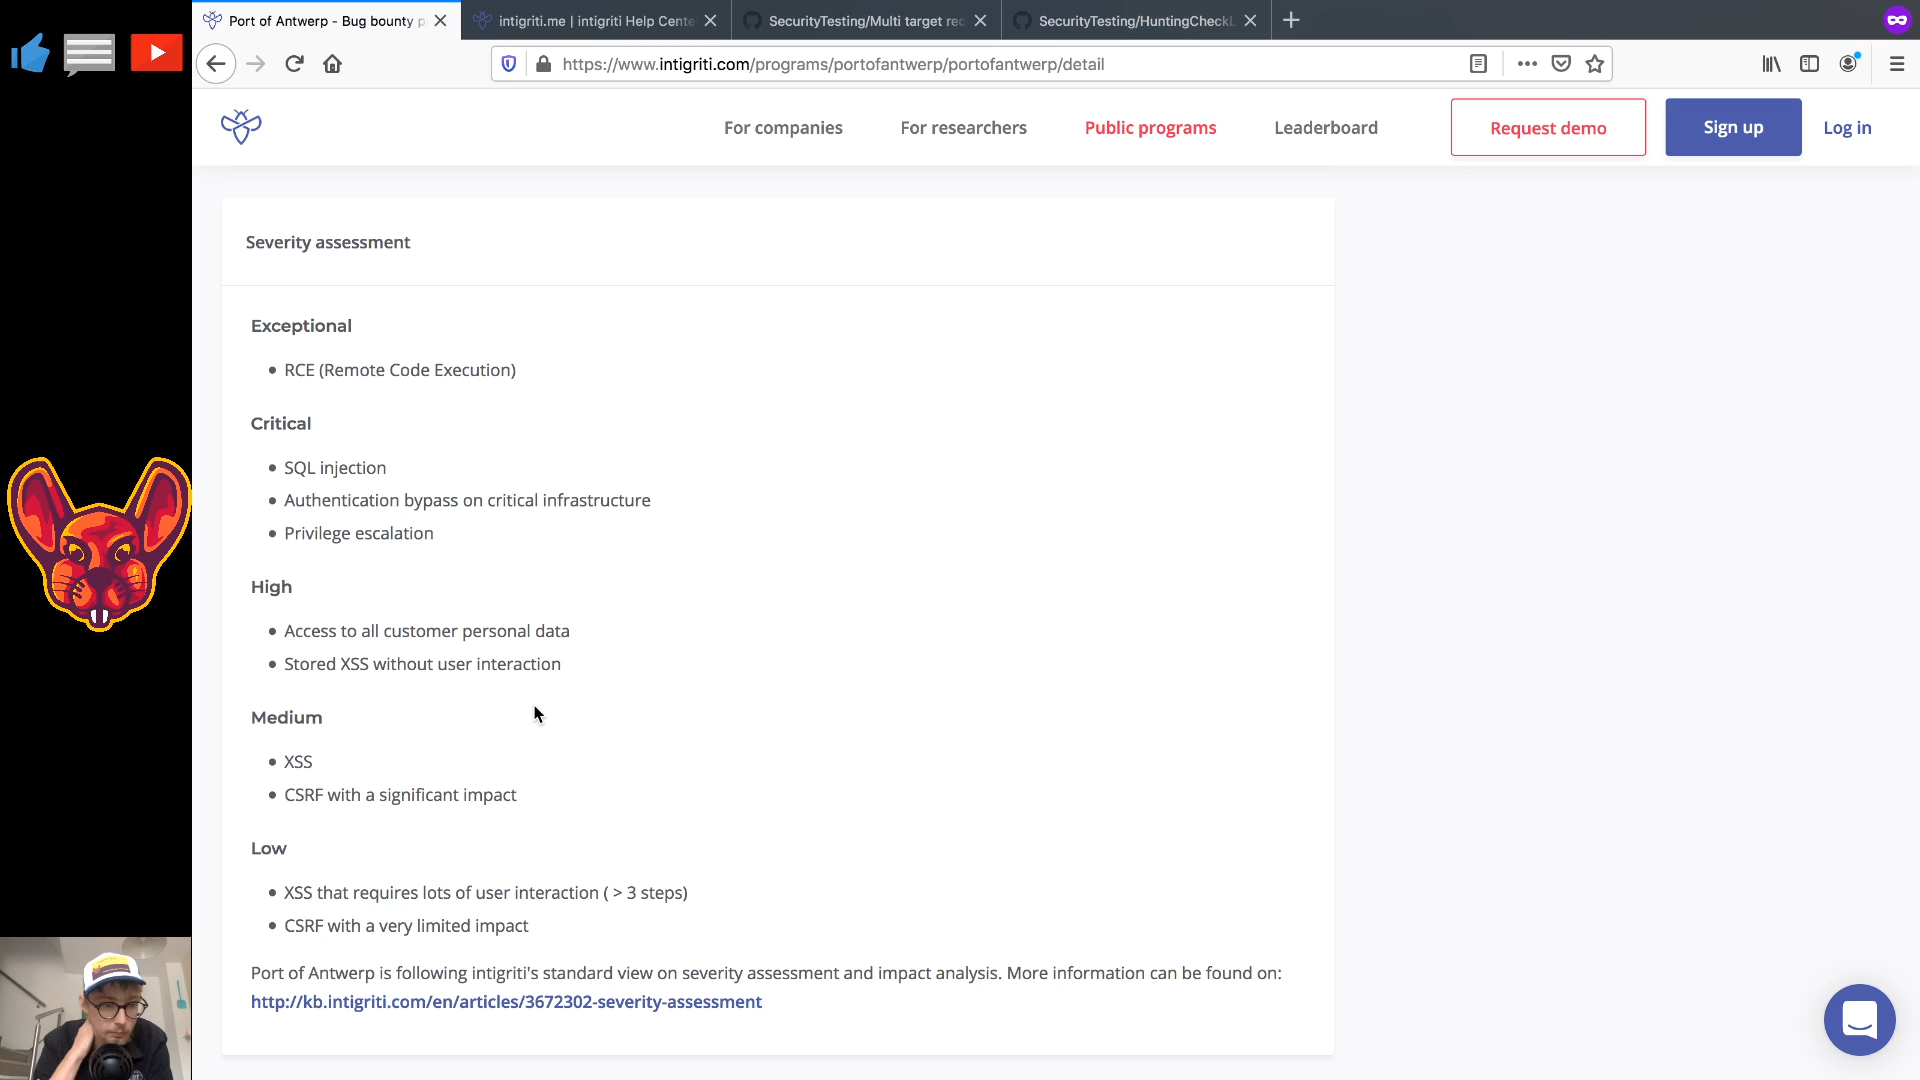 Port of Antwerp - Bug bounty p
intigriti.me | intigriti Help Cente
SecurityTesting/Multi target rec
SecurityTesting/HuntingCheckL
https://www.intigriti.com/programs/portofantwerp/portofantwerp/detail
For companies
For researchers
Public programs
Leaderboard
Request demo
Sign up
Log in
Severity assessment
Exceptional
• RCE (Remote Code Execution)
Critical
• SQL injection
• Authentication bypass on critical infrastructure
• Privilege escalation
High
• Access to all customer personal data
• Stored XSS without user interaction
Medium
• XSS
• CSRF with a significant impact
Low
• XSS that requires lots of user interaction ( > 3 steps)
• CSRF with a very limited impact
Port of Antwerp is following intigriti's standard view on severity assessment and impact analysis. More information can be found on:
http://kb.intigriti.com/en/articles/3672302-severity-assessment